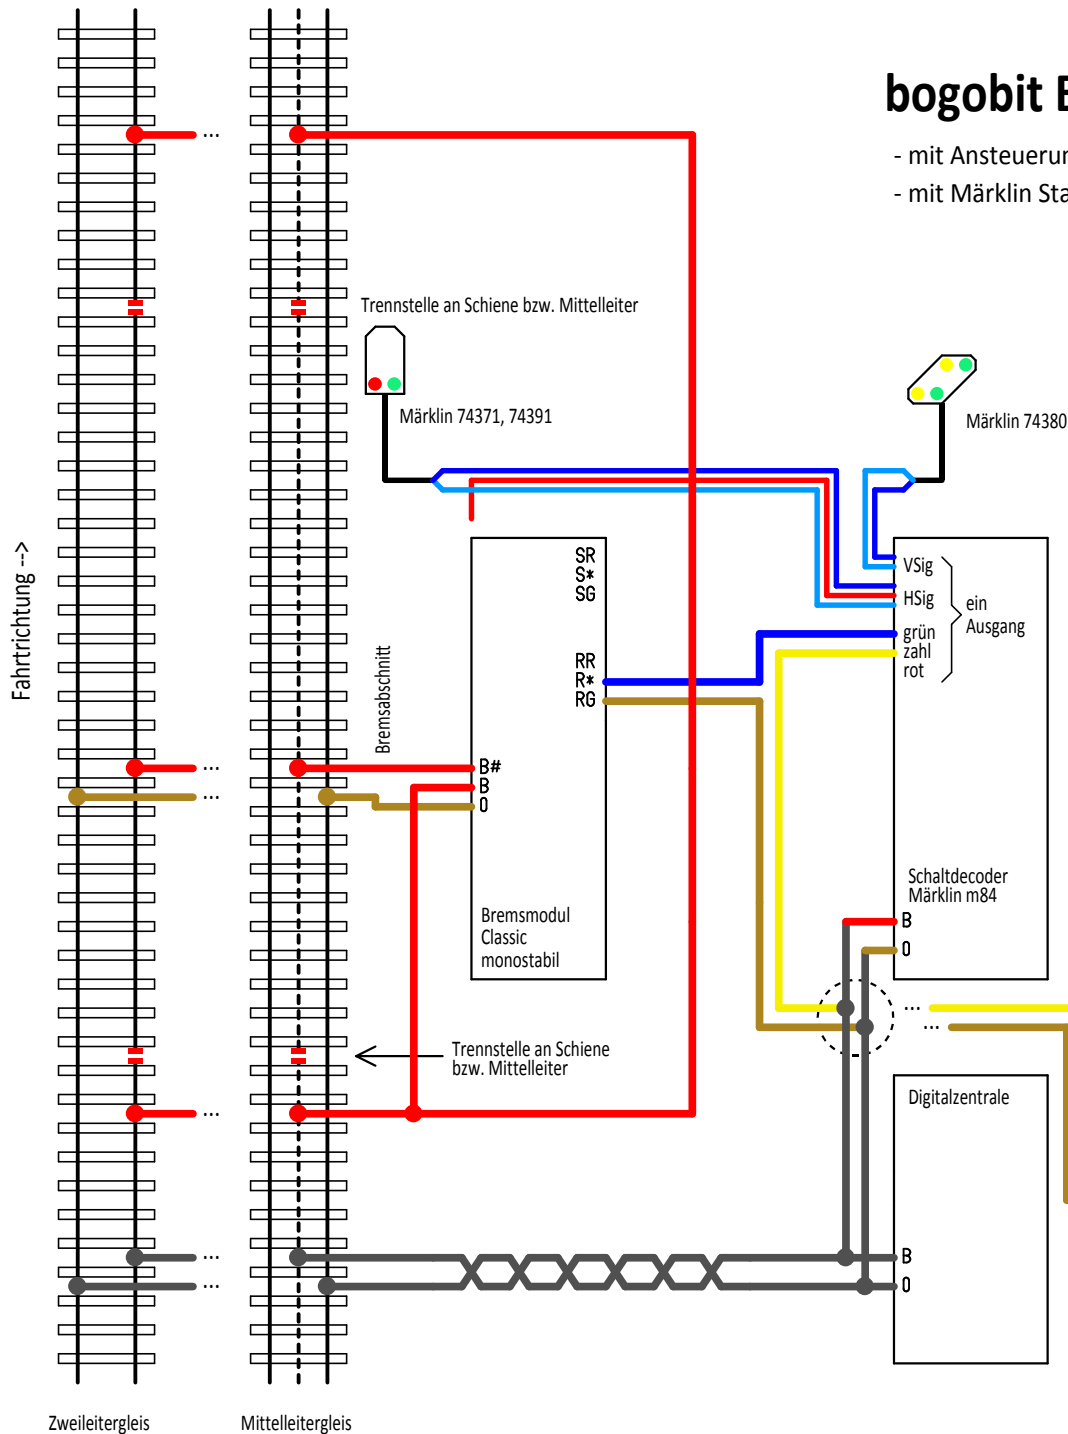 bogobit B
- mit Ansteuerun
- mit Märklin Sta
...
Trennstelle an Schiene bzw. Mittelleiter
Märklin 74371, 74391
Märklin 74380
Fahrtrichtung -->
Bremsabschnitt
SR
S*
SG
RR
R*
RG
B#
B
0
Bremsmodul
Classic
monostabil
VSig
HSig
grün
zahl
rot
ein
Ausgang
Schaltdecoder
Märklin m84
B
0
...
...
...
...
Trennstelle an Schiene
bzw. Mittelleiter
...
Digitalzentrale
B
0
...
...
Zweileitergleis
Mittelleitergleis